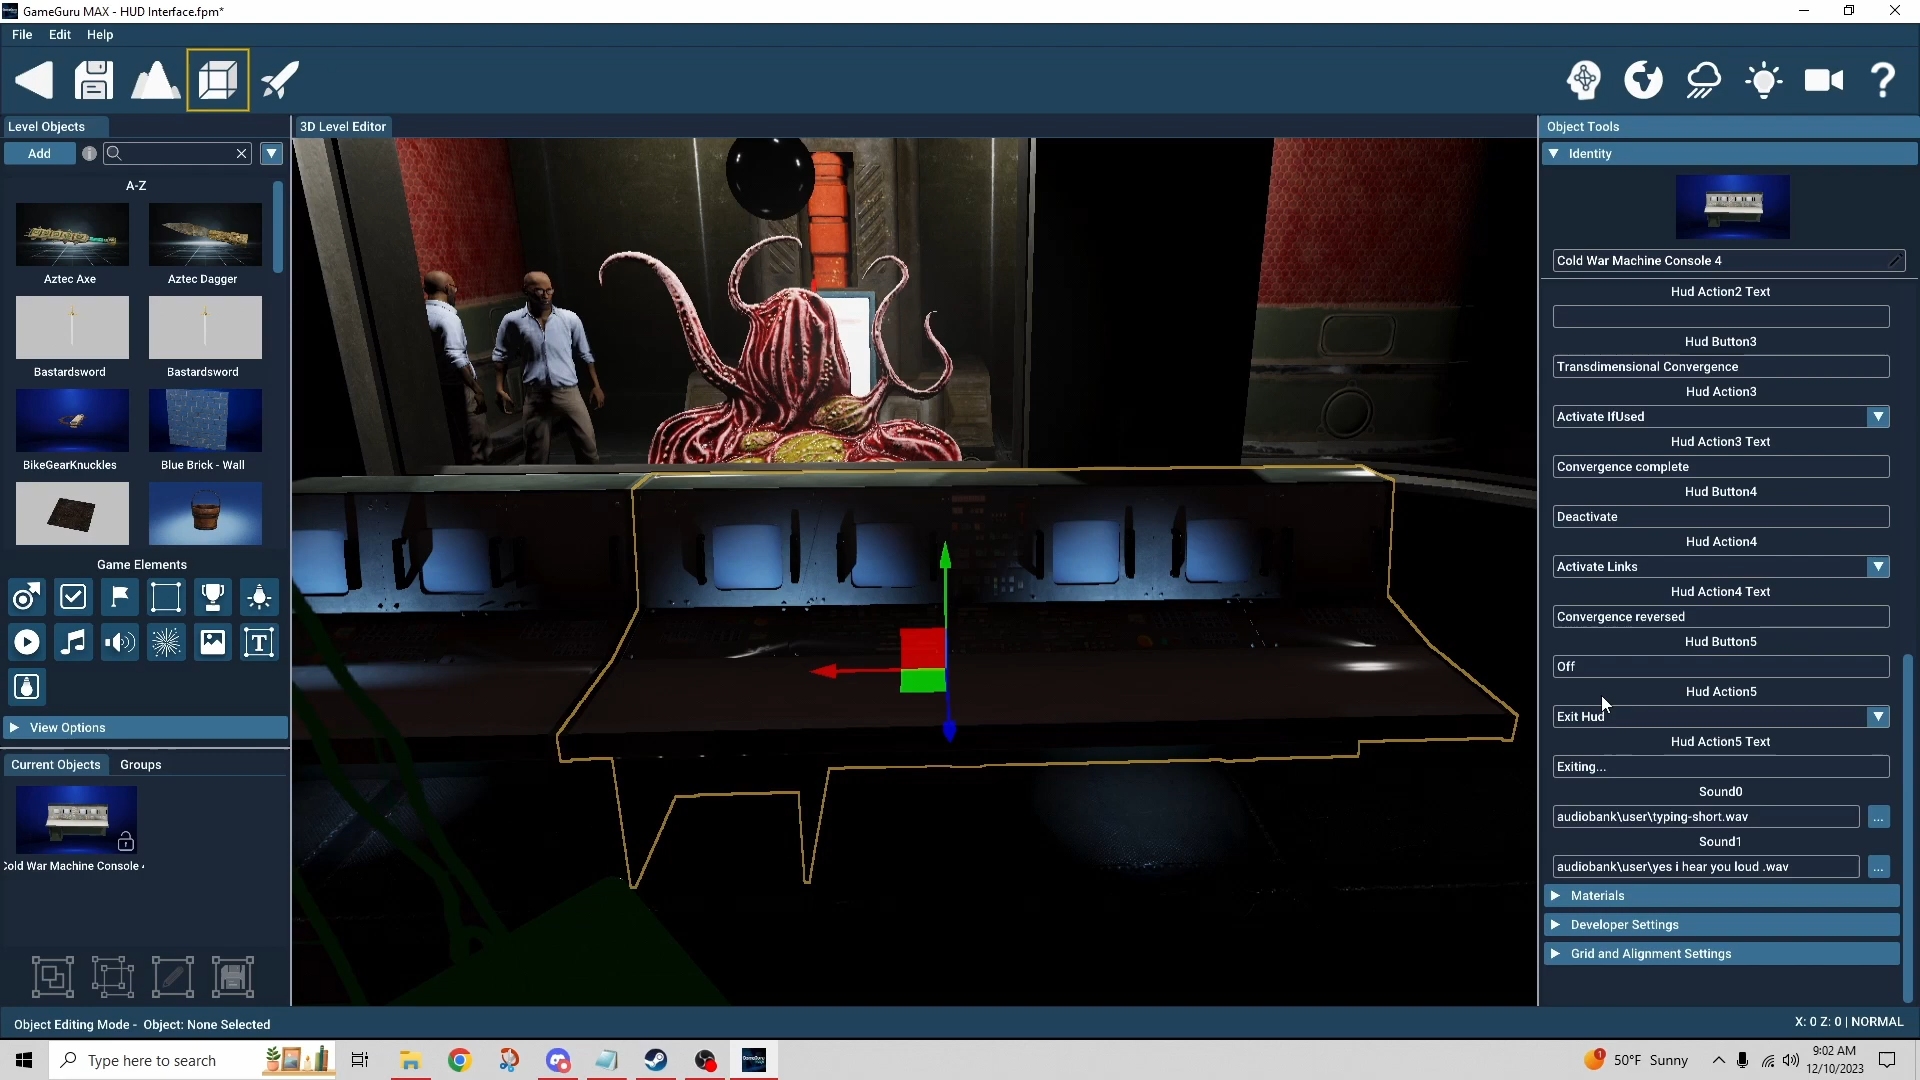 GameGuru MAX - HUD Interface.fpm*
File Edit Help
Level Objects
3D Level Editor
Object Tools
Add
A-Z
Aztec Axe
Aztec Dagger
Bastardsword
Bastardsword
BikeGearKnuckles
Blue Brick - Wall
Game Elements
View Options
Current Objects
Groups
Cold War Machine Console
Identity
Cold War Machine Console 4
Hud Action2 Text
Hud Button3
Transdimensional Convergence
Hud Action3
Activate IfUsed
Hud Action3 Text
Convergence complete
Hud Button4
Deactivate
Hud Action4
Activate Links
Hud Action4 Text
Convergence reversed
Hud Button5
Off
Hud Action5
Exit Hud
Hud Action5 Text
Exiting...
Sound0
audiobank\user\typing-short.wav
...
Sound1
audiobank\user\yes i hear you loud .wav
...
Materials
Developer Settings
Grid and Alignment Settings
Object Editing Mode - Object: None Selected
X: 0 Z: 0 | NORMAL
Type here to search
1
50°F Sunny
9:02 AM
12/10/2023